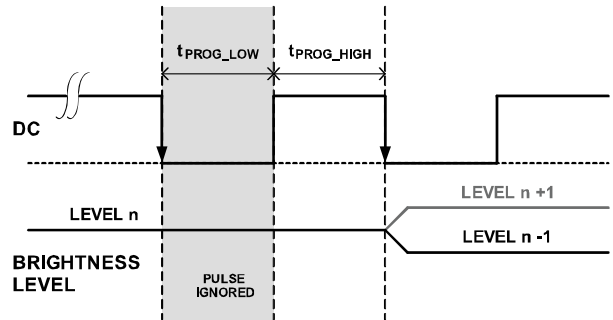 tPROG_LOW
tPROG_HIGH
DC
LEVEL n +1
LEVEL n
LEVEL n -1
BRIGHTNESS
LEVEL
PULSE
IGNORED